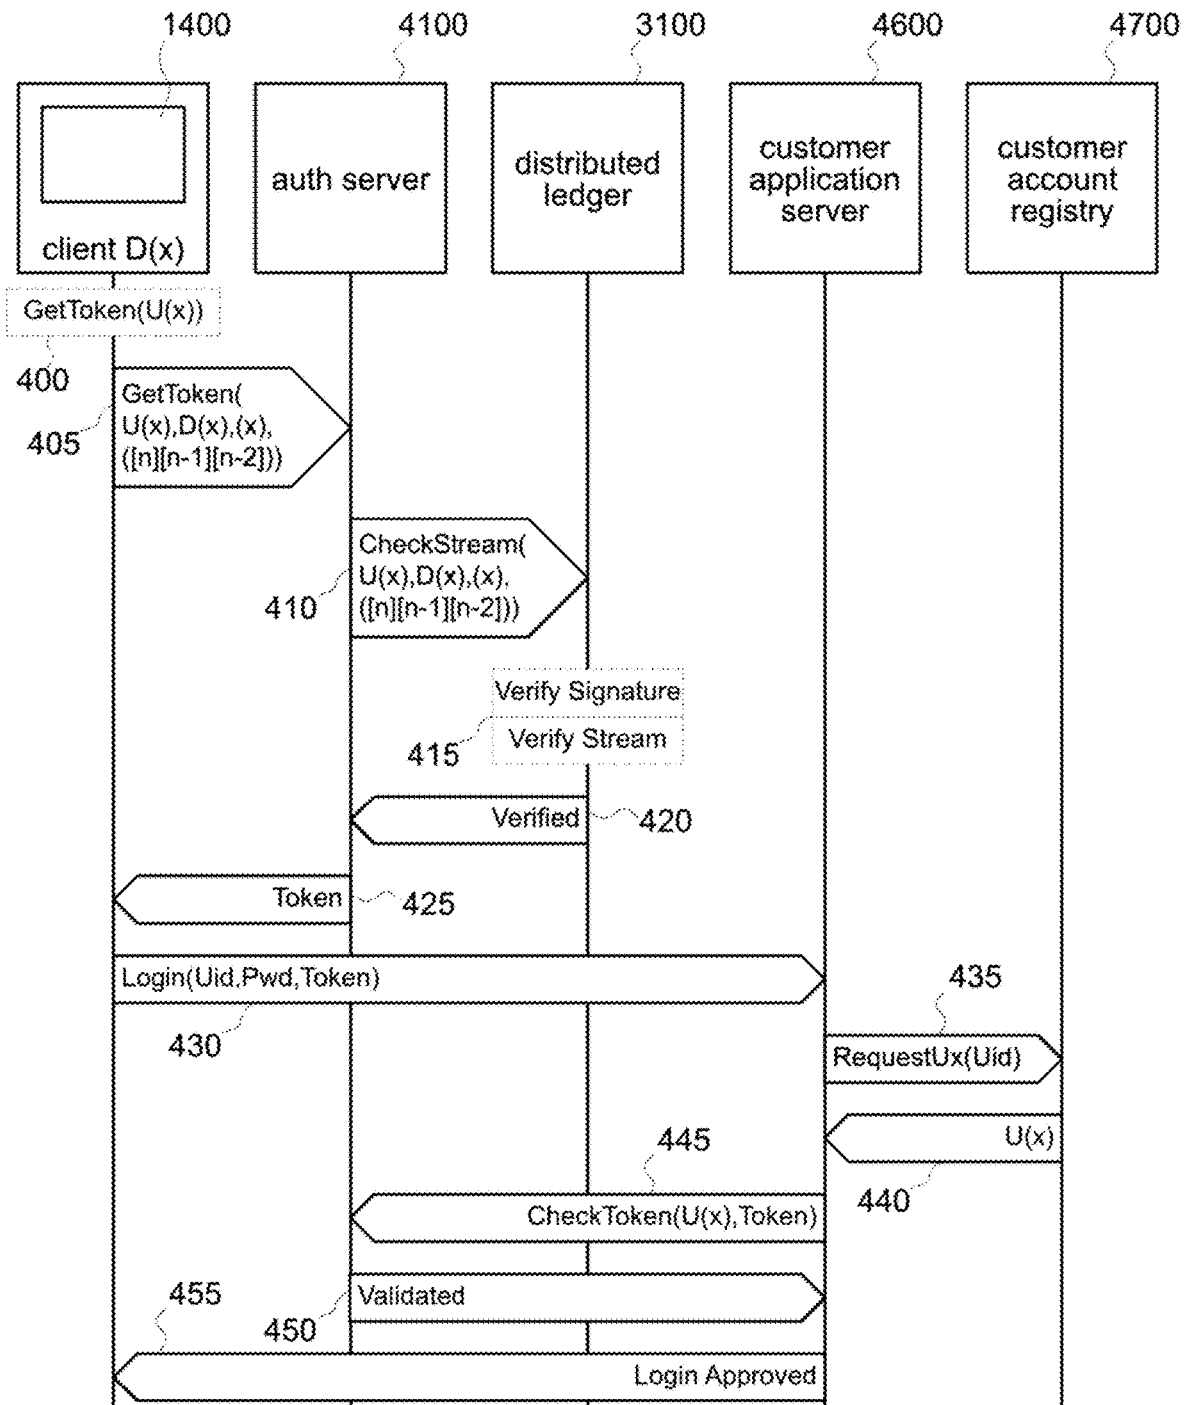 1400
4100
3100
4600
4700
client D(x)
auth server
distributed
ledger
customer
application
server
customer
account
registry
GetToken(U(x))
400
GetToken(
U(x),D(x),(x),
([n][n-1][n-2]))
405
CheckStream(
U(x),D(x),(x),
([n][n-1][n-2]))
410
Verify Signature
415
Verify Stream
Verified
420
Token
425
Login(Uid,Pwd,Token)
430
435
RequestUx(Uid)
U(x)
440
445
CheckToken(U(x),Token)
Validated
450
455
Login Approved